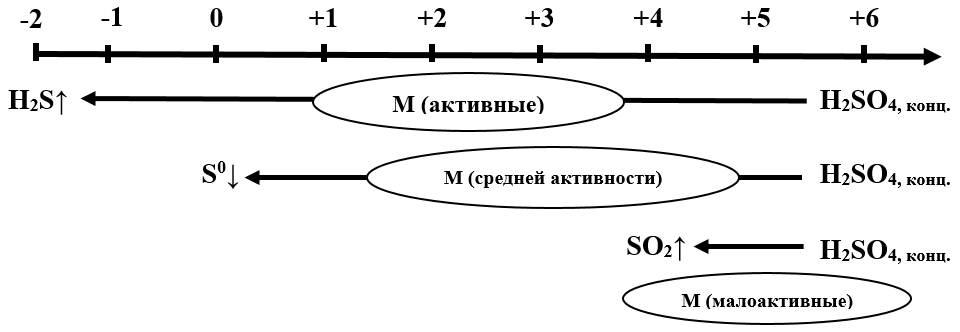 -2 -1 0 +1 +2 +3 +4 +5 +6
H₂S↑ М (активные) H₂SO₄, конц.
S⁰↓ М (средней активности) H₂SO₄, конц.
SO₂↑ H₂SO₄, конц.
М (малоактивные)